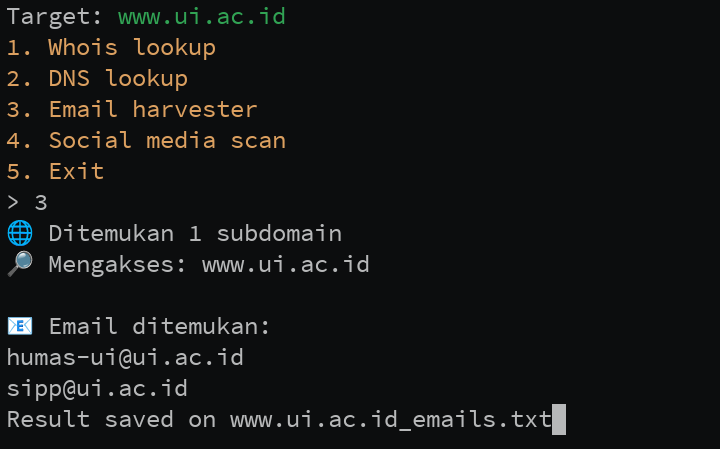 Target: www.ui.ac.id
1. Whois lookup
2. DNS lookup
3. Email harvester
4. Social media scan
5. Exit
> 3
🌐 Ditemukan 1 subdomain
🔎 Mengakses: www.ui.ac.id
📧 Email ditemukan:
humas-ui@ui.ac.id
sipp@ui.ac.id
Result saved on www.ui.ac.id_emails.txt